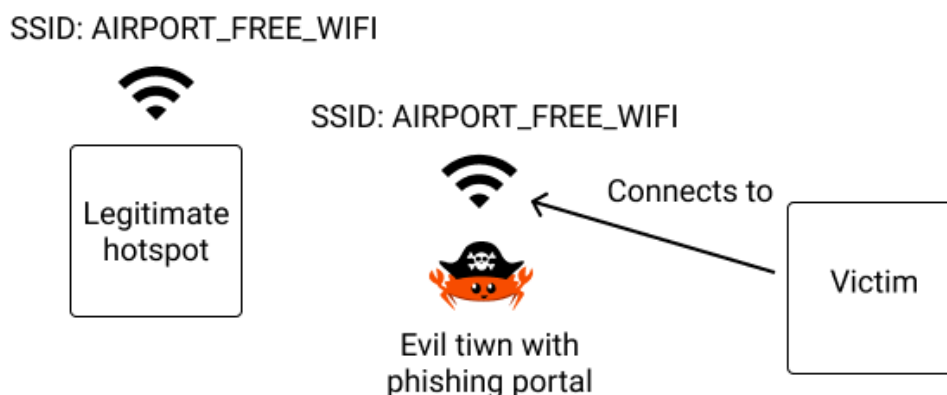 SSID: AIRPORT_FREE_WIFI
SSID: AIRPORT_FREE_WIFI
Legitimate
hotspot
Connects to
Victim
Evil tiwn with
phishing portal